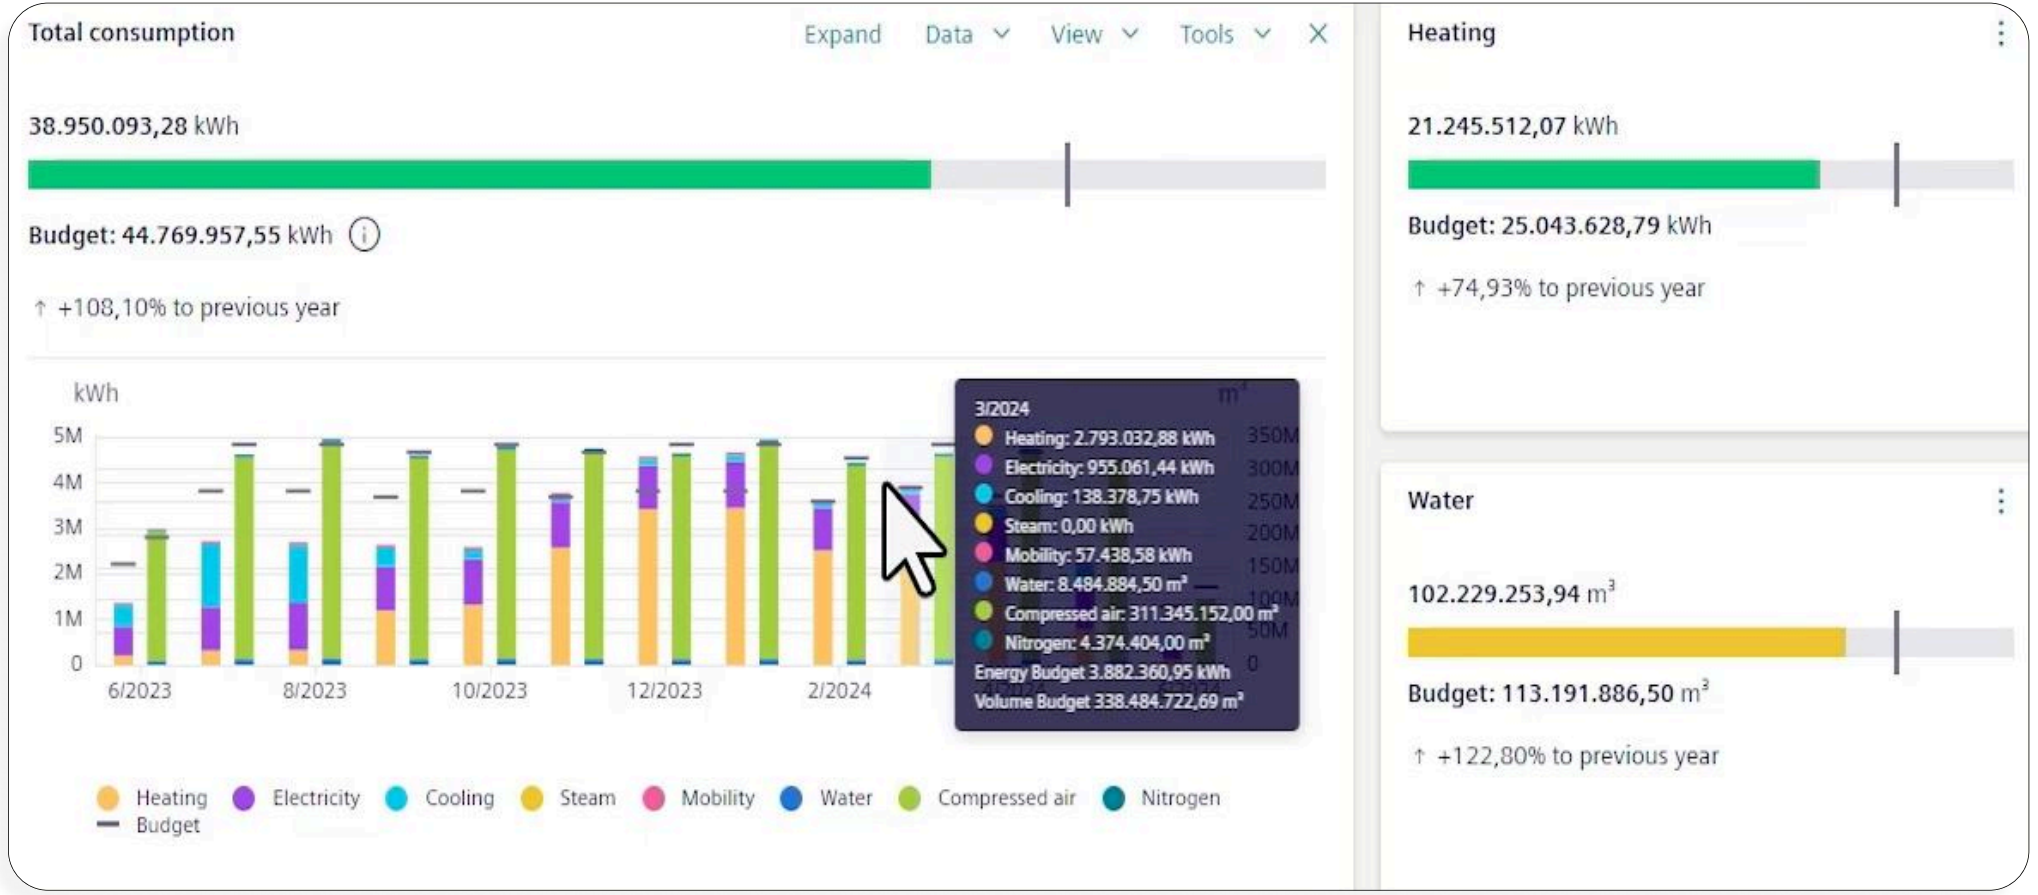 Total consumption
Expand Data View Tools
38.950.093,28 kWh
Budget: 44.769.957,55 kWh
↑ +108,10% to previous year
kWh
m³
5M
4M
3M
2M
1M
0
350M
300M
250M
200M
150M
100M
50M
0
6/2023 8/2023 10/2023 12/2023 2/2024
3/2024
Heating: 2.793.032,88 kWh
Electricity: 955.061,44 kWh
Cooling: 138.378,75 kWh
Steam: 0,00 kWh
Mobility: 57.438,58 kWh
Water: 8.484.884,50 m³
Compressed air: 311.345.152,00 m³
Nitrogen: 4.374.404,00 m³
Energy Budget 3.882.360,95 kWh
Volume Budget 338.484.722,69 m³
Heating Electricity Cooling Steam Mobility Water Compressed air Nitrogen
Budget
Heating
21.245.512,07 kWh
Budget: 25.043.628,79 kWh
↑ +74,93% to previous year
Water
102.229.253,94 m³
Budget: 113.191.886,50 m³
↑ +122,80% to previous year